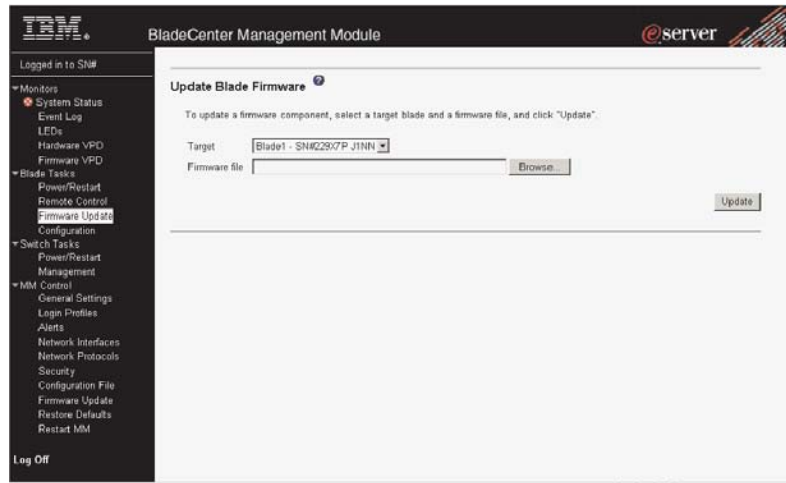 IBM.
BladeCenter Management Module
@server
Logged in to SN#
Monitors
System Status
Event Log
LEDs
Hardware VPD
Firmware VPD
Blade Tasks
Power/Restart
Remote Control
Firmware Update
Configuration
Switch Tasks
Power/Restart
Management
MM Control
General Settings
Login Profiles
Alerts
Network Interfaces
Network Protocols
Security
Configuration File
Firmware Update
Restore Defaults
Restart MM
Log Off
Update Blade Firmware ?
To update a firmware component, select a target blade and a firmware file, and click "Update".
Target Blade1 - SN#229X7P J1NN
Firmware file Browse...
Update